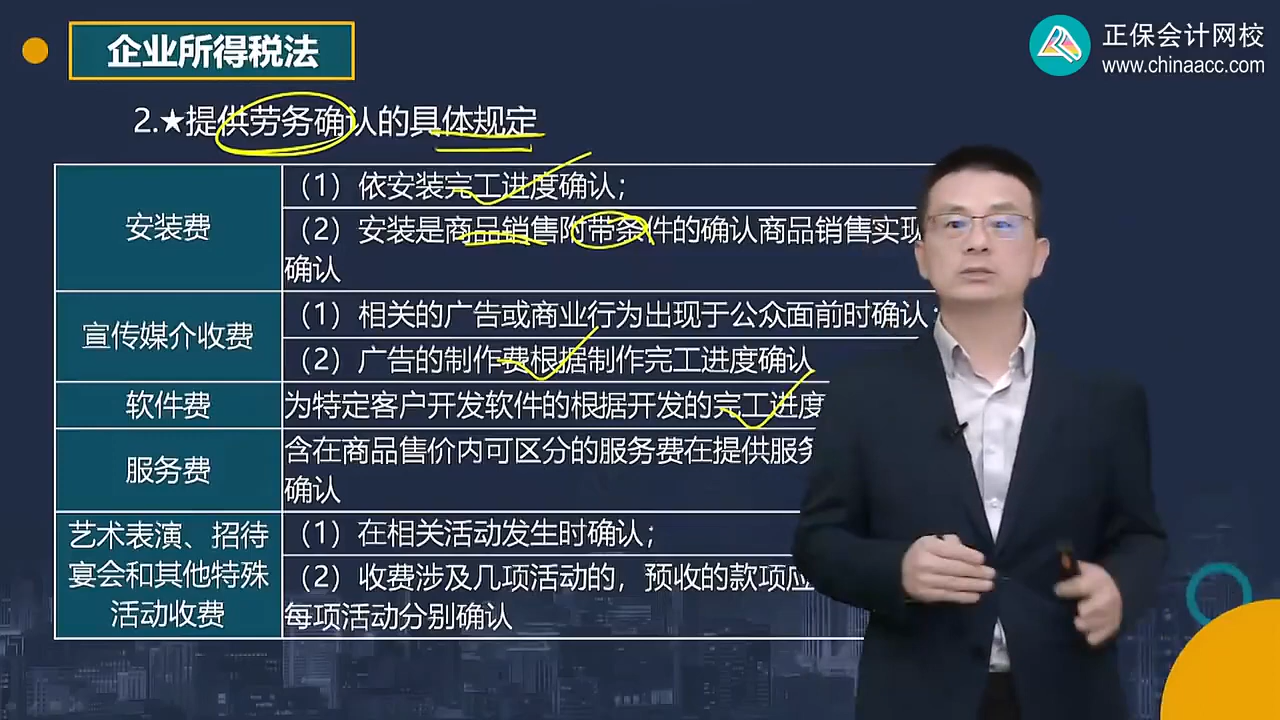 企业所得税法
正保会计网校
www.chinaacc.com
2.★提供劳务确认的具体规定
安装费
（1）依安装完工进度确认；
（2）安装是商品销售附带条件的确认商品销售实现
确认
宣传媒介收费
（1）相关的广告或商业行为出现于公众面前时确认；
（2）广告的制作费根据制作完工进度确认
软件费
为特定客户开发软件的根据开发的完工进度
服务费
含在商品售价内可区分的服务费在提供服务
确认
艺术表演、招待
宴会和其他特殊
活动收费
（1）在相关活动发生时确认；
（2）收费涉及几项活动的，预收的款项应
每项活动分别确认